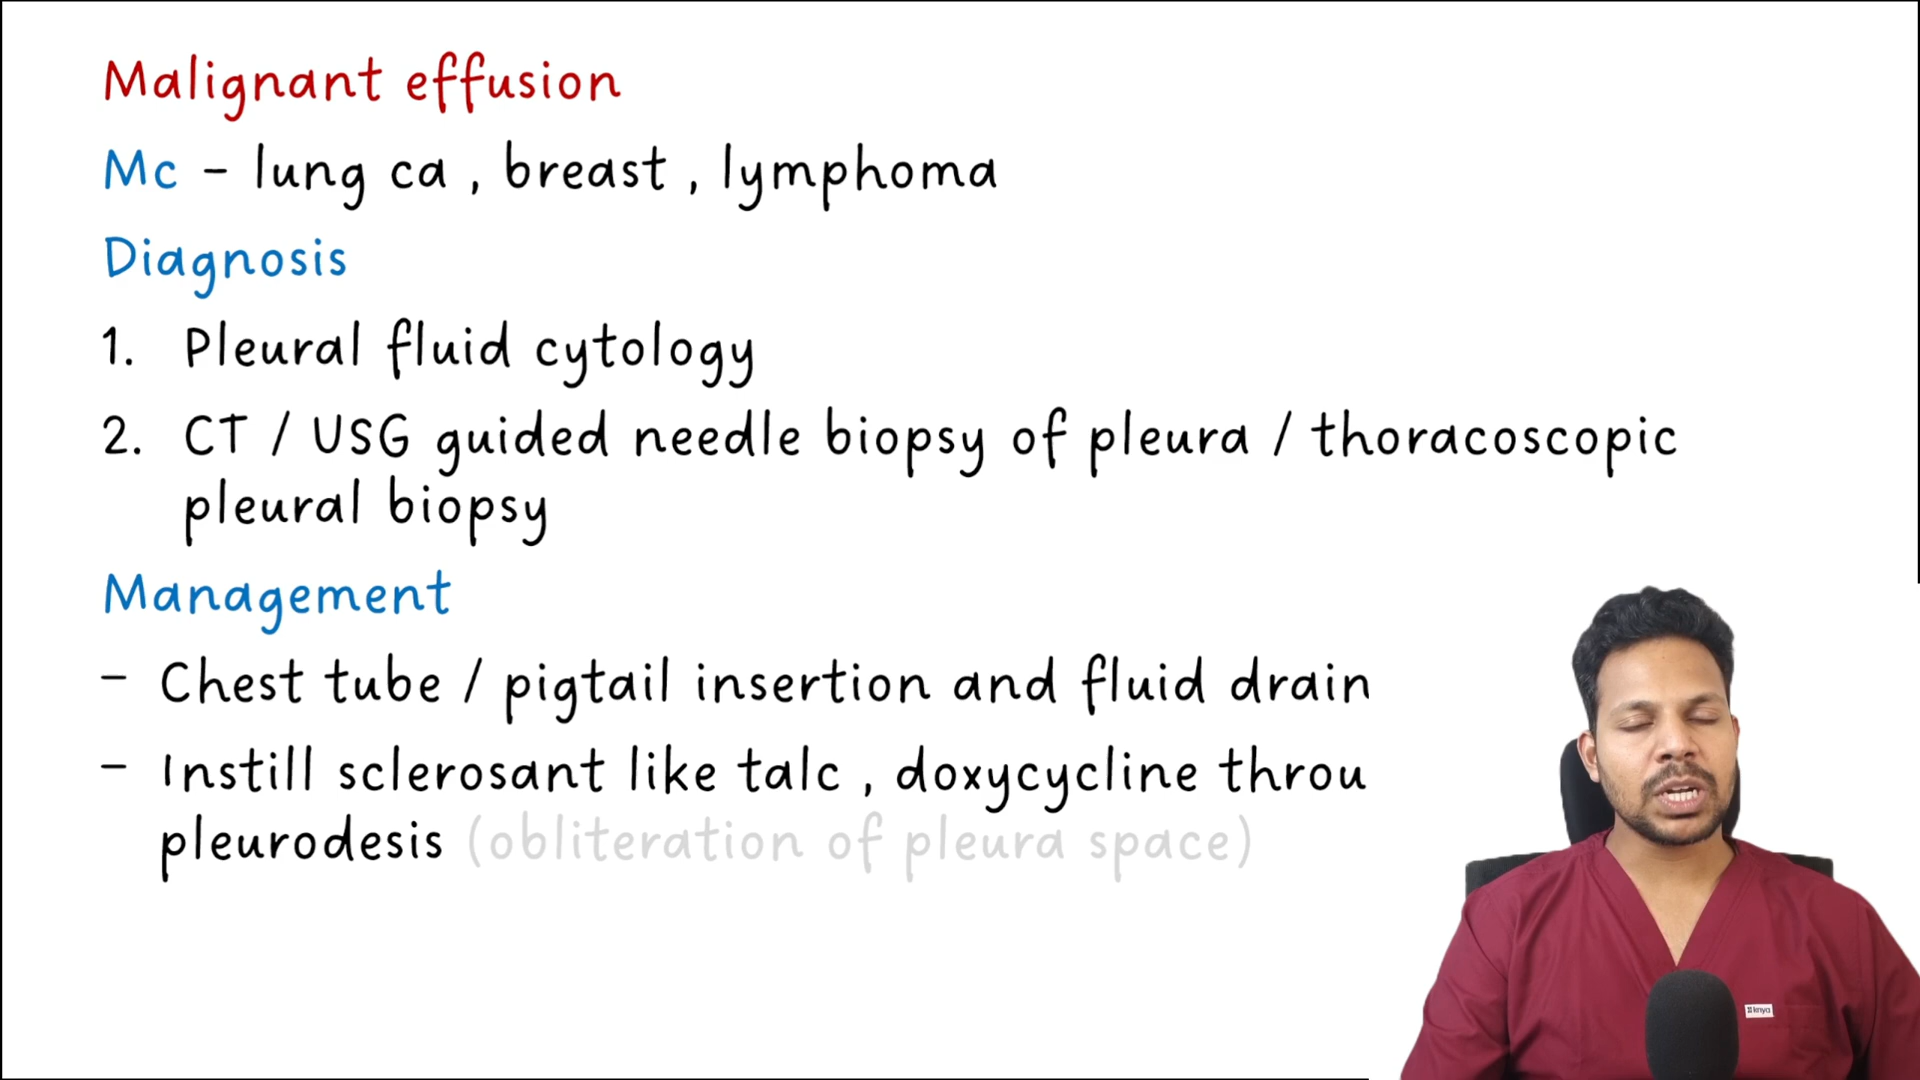 Malignant effusion
Mc - lung ca , breast , lymphoma
Diagnosis
1. Pleural fluid cytology
2. CT / USG guided needle biopsy of pleura / thoracoscopic
pleural biopsy
Management
- Chest tube / pigtail insertion and fluid drain
- Instill sclerosant like talc , doxycycline throu
pleurodesis (obliteration of pleura space)
knya